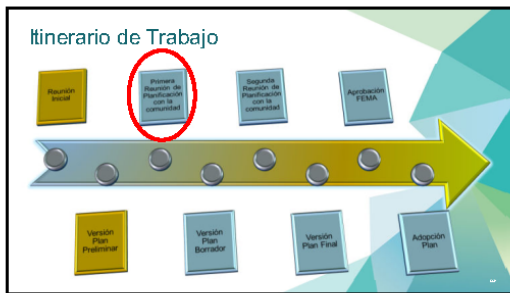 Itinerario de Trabajo
Reunión
Inicial
Primera
Reunión de
Planificación
con la
comunidad
Segunda
Reunión de
Planificación
con la
comunidad
Aprobación
FEMA
Versión
Plan
Preliminar
Versión
Plan
Borrador
Versión
Plan Final
Adopción
Plan